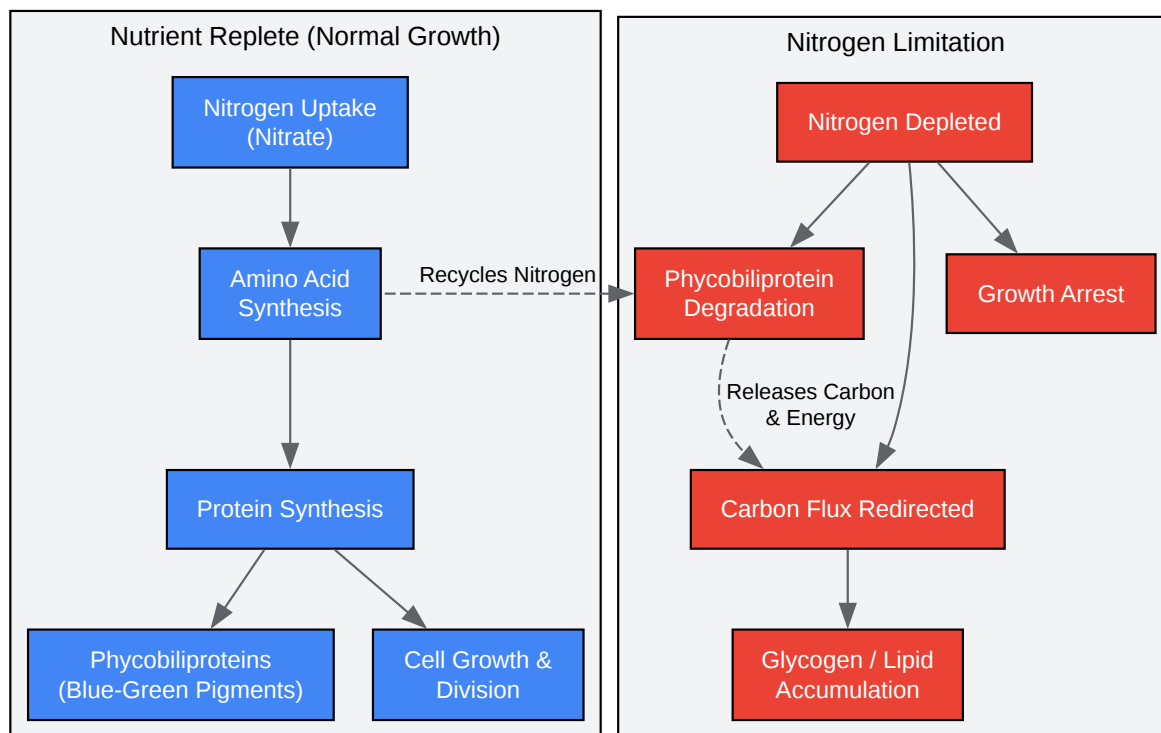 Nutrient Replete (Normal Growth)
Nitrogen Uptake
(Nitrate)
Amino Acid
Synthesis
Recycles Nitrogen
Protein Synthesis
Phycobiliproteins
(Blue-Green Pigments)
Cell Growth &
Division
Nitrogen Limitation
Nitrogen Depleted
Phycobiliprotein
Degradation
Growth Arrest
Releases Carbon
& Energy
Carbon Flux Redirected
Glycogen / Lipid
Accumulation